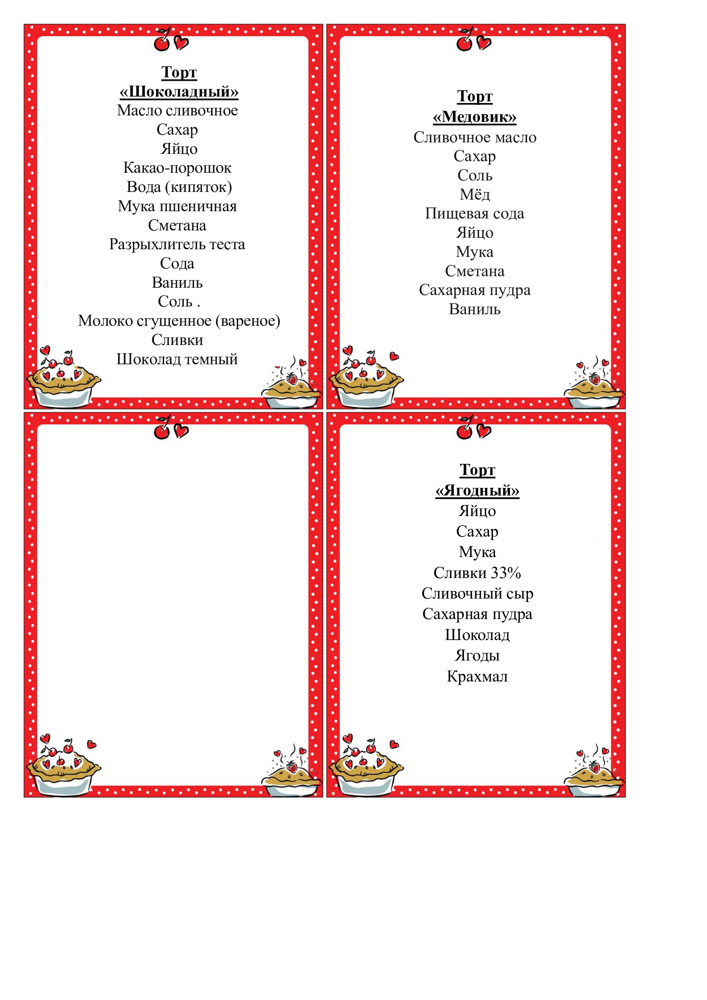 Торт
«Шоколадный»
Масло сливочное
Сахар
Яйцо
Какао-порошок
Вода (кипяток)
Мука пшеничная
Сметана
Разрыхлитель теста
Сода
Ваниль
Соль .
Молоко сгущенное (вареное)
Сливки
Шоколад темный
Торт
«Медовик»
Сливочное масло
Сахар
Соль
Мёд
Пищевая сода
Яйцо
Мука
Сметана
Сахарная пудра
Ваниль
Торт
«Ягодный»
Яйцо
Сахар
Мука
Сливки 33%
Сливочный сыр
Сахарная пудра
Шоколад
Ягоды
Крахмал